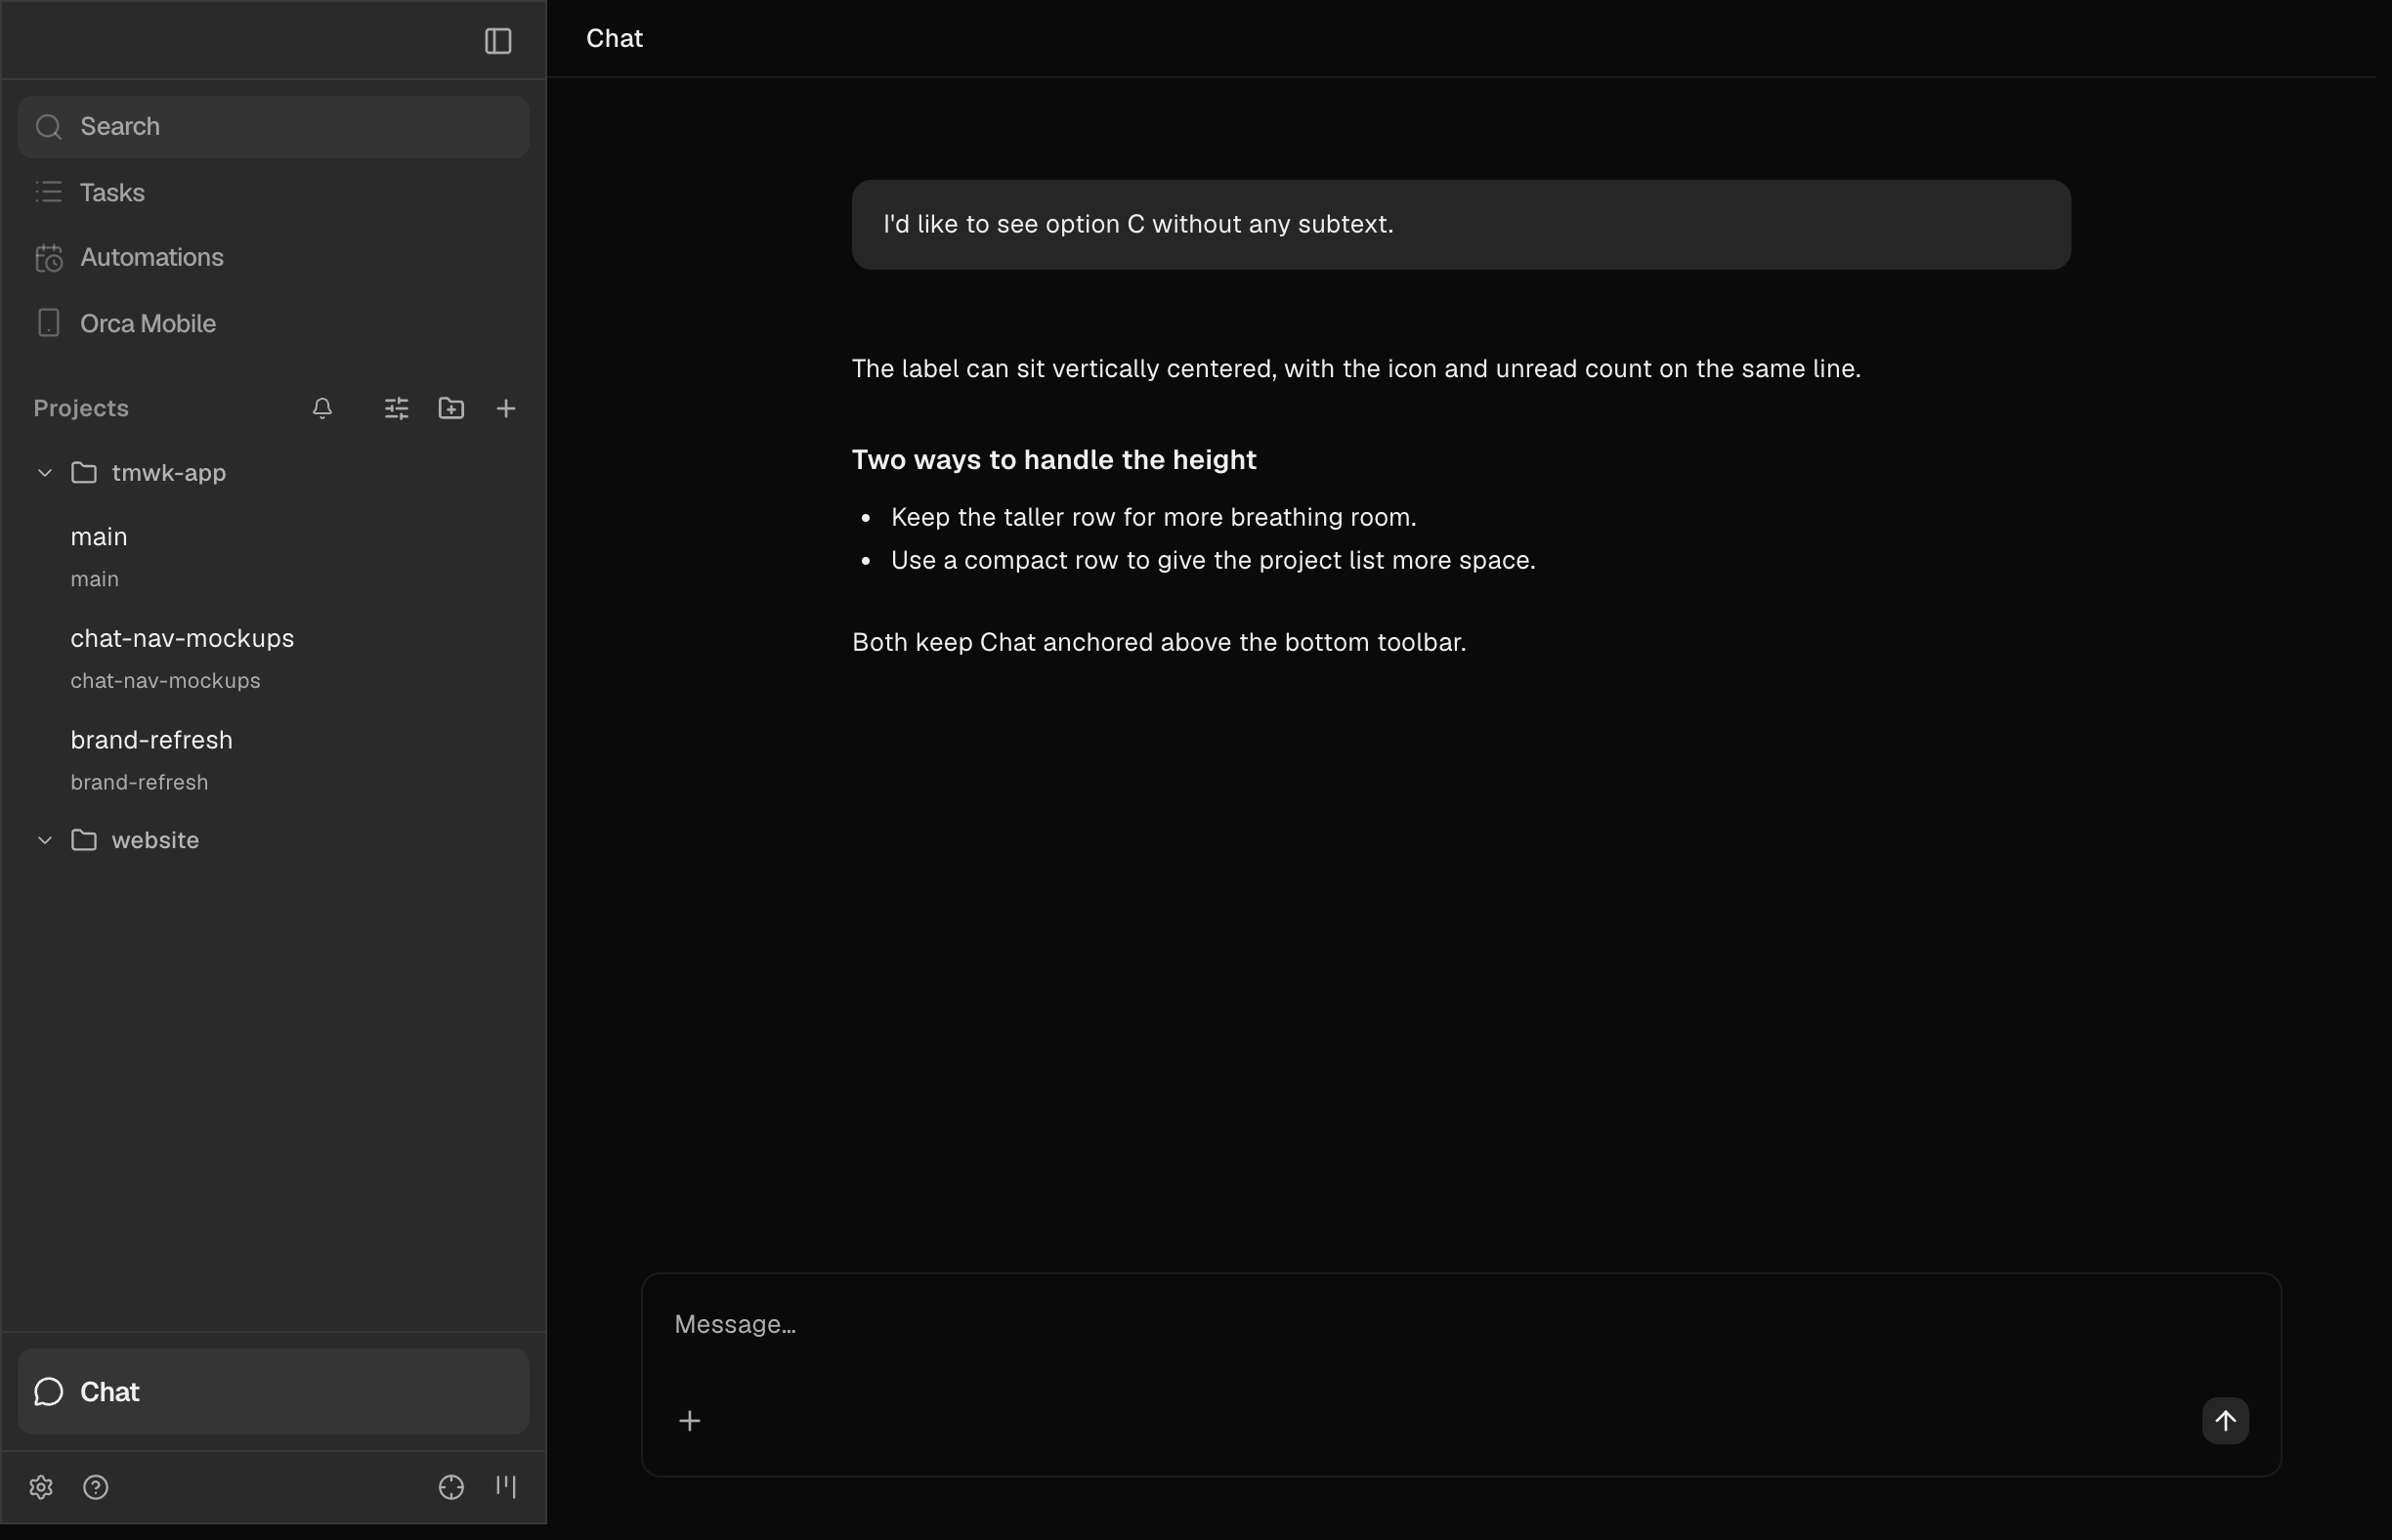 Chat
Search
Tasks
Automations
Orca Mobile
Projects
tmwk-app
main
main
chat-nav-mockups
chat-nav-mockups
brand-refresh
brand-refresh
website
Chat
I'd like to see option C without any subtext.
The label can sit vertically centered, with the icon and unread count on the same line.
Two ways to handle the height
• Keep the taller row for more breathing room.
• Use a compact row to give the project list more space.
Both keep Chat anchored above the bottom toolbar.
Message…